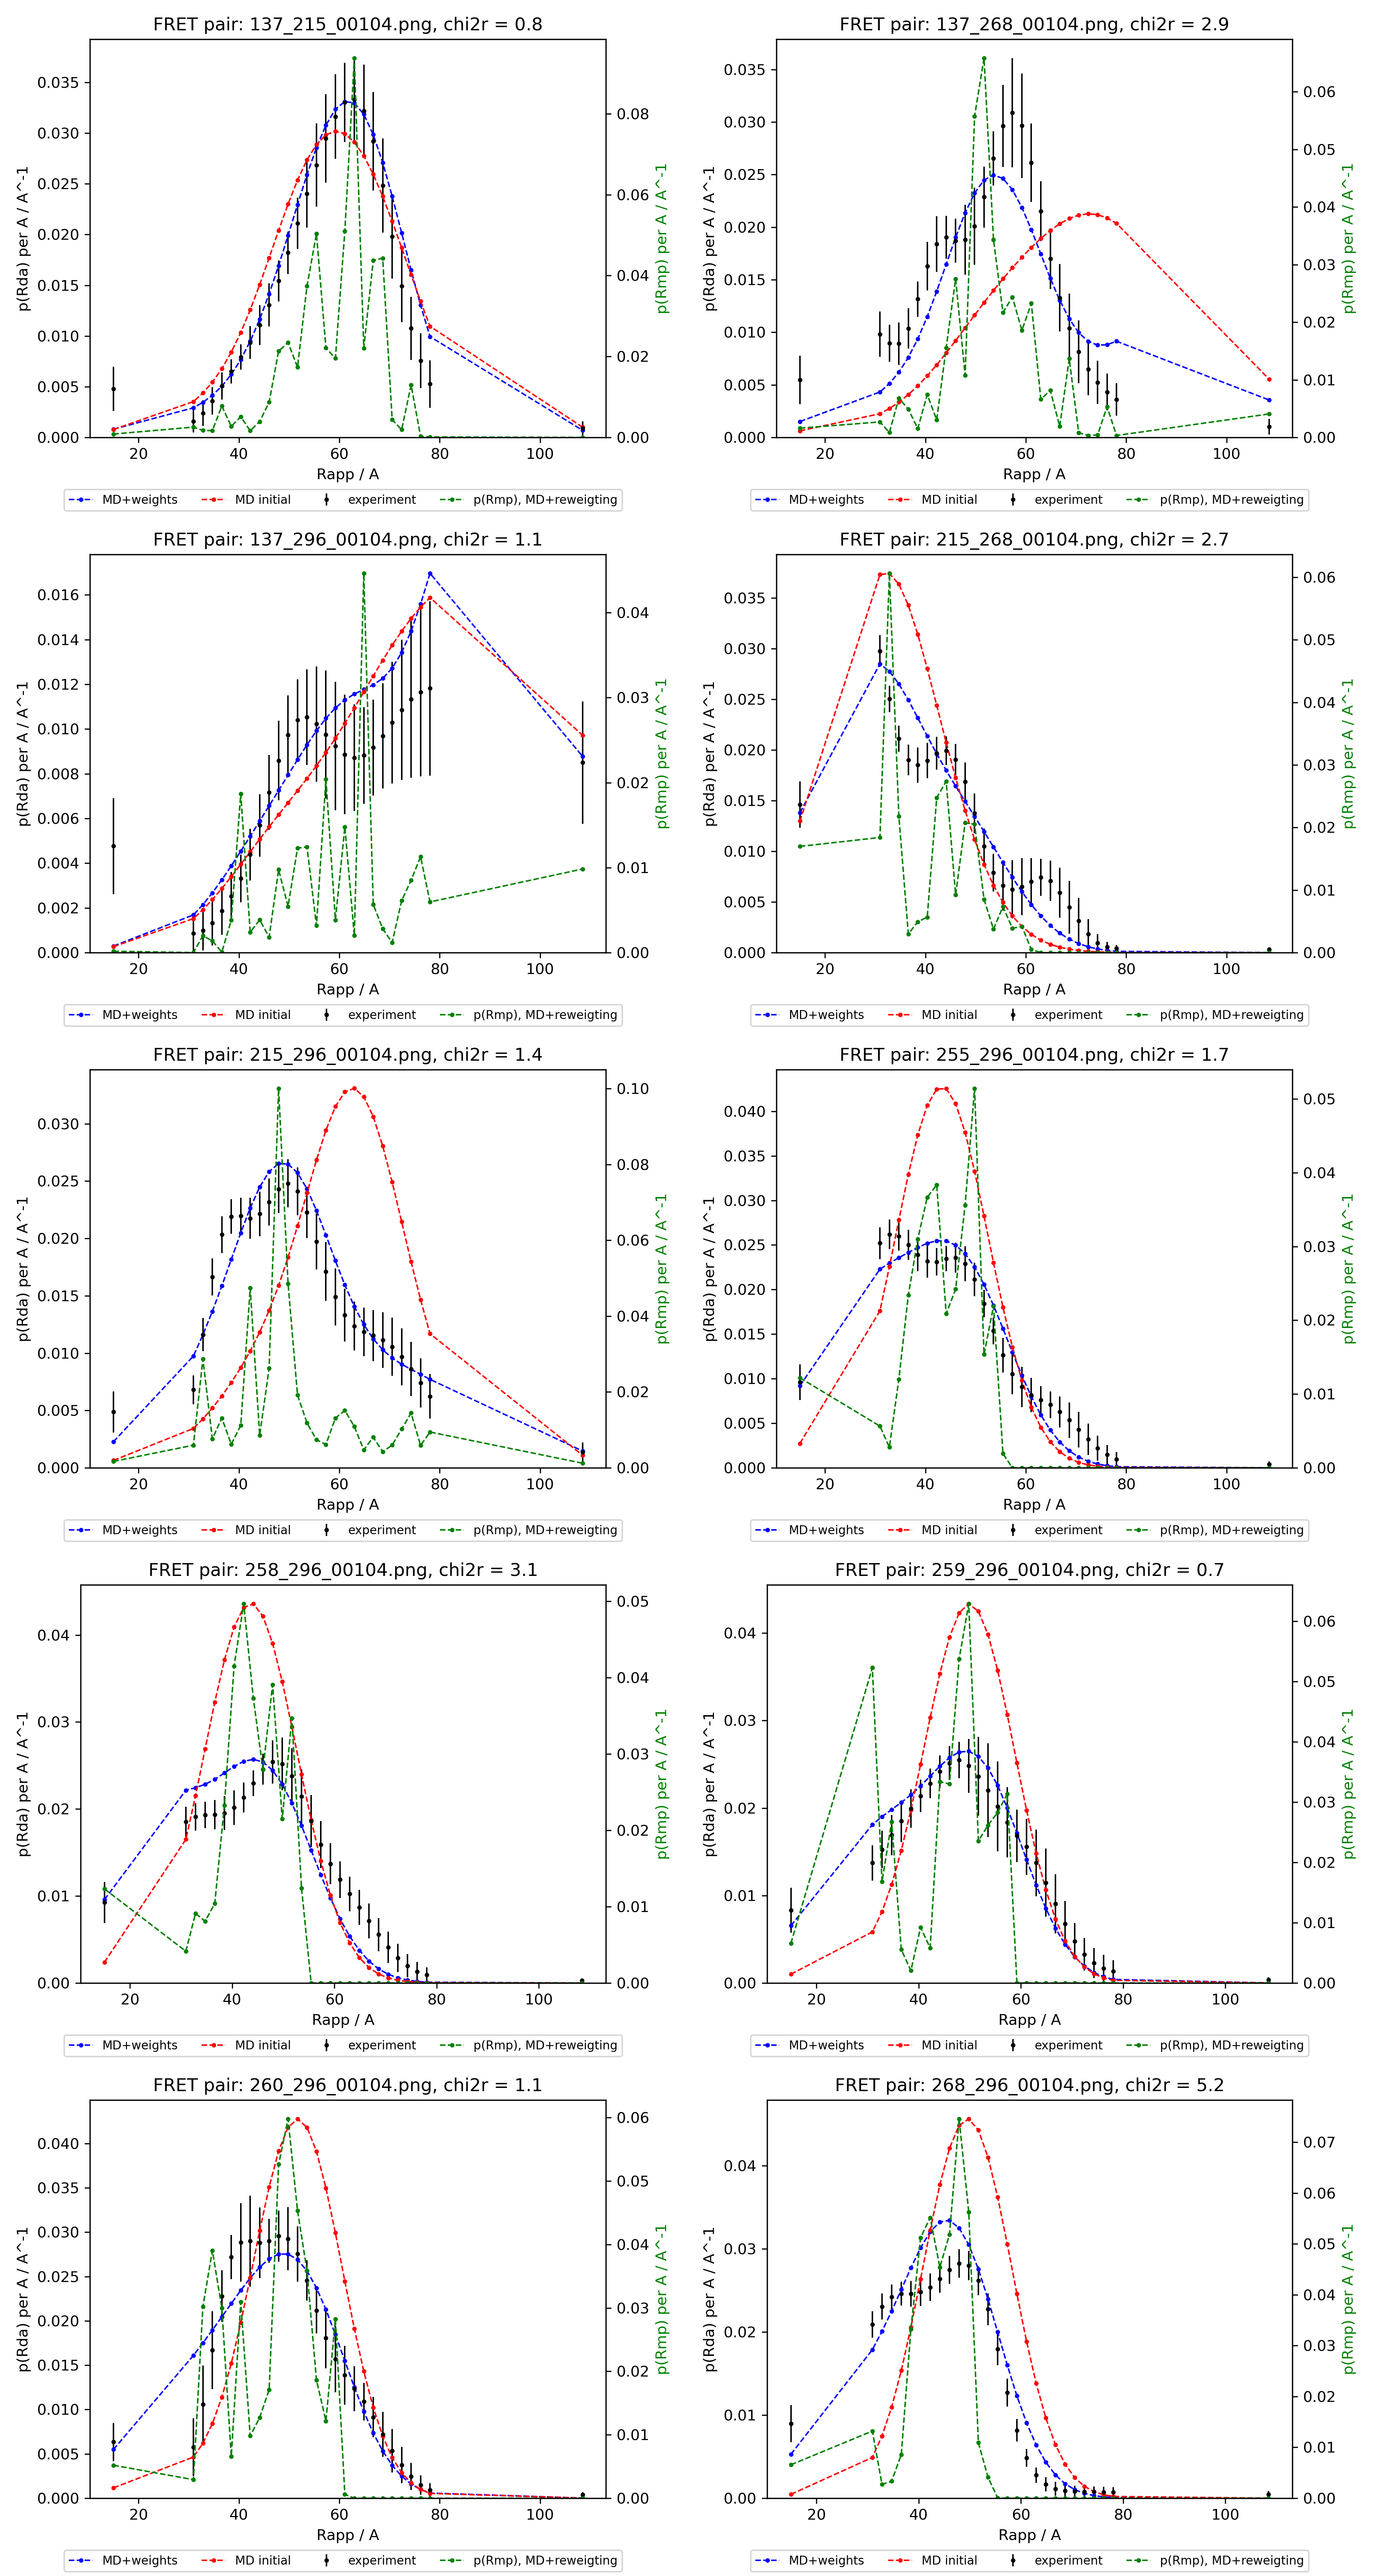 FRET pair: 137_215_00104.png, chi2r = 0.8
p(Rda) per A / A^-1
0.035
0.030
0.025
0.020
0.015
0.010
0.005
0.000
0.08
0.06
0.04
0.02
0.00
p(Rmp) per A / A^-1
20 40 60 80 100
Rapp / A
MD+weights MD initial experiment p(Rmp), MD+reweigting
FRET pair: 137_268_00104.png, chi2r = 2.9
p(Rda) per A / A^-1
0.035
0.030
0.025
0.020
0.015
0.010
0.005
0.000
0.06
0.05
0.04
0.03
0.02
0.01
0.00
p(Rmp) per A / A^-1
20 40 60 80 100
Rapp / A
MD+weights MD initial experiment p(Rmp), MD+reweigting
FRET pair: 137_296_00104.png, chi2r = 1.1
p(Rda) per A / A^-1
0.016
0.014
0.012
0.010
0.008
0.006
0.004
0.002
0.000
0.04
0.03
0.02
0.01
0.00
p(Rmp) per A / A^-1
20 40 60 80 100
Rapp / A
MD+weights MD initial experiment p(Rmp), MD+reweigting
FRET pair: 215_268_00104.png, chi2r = 2.7
p(Rda) per A / A^-1
0.035
0.030
0.025
0.020
0.015
0.010
0.005
0.000
0.06
0.05
0.04
0.03
0.02
0.01
0.00
p(Rmp) per A / A^-1
20 40 60 80 100
Rapp / A
MD+weights MD initial experiment p(Rmp), MD+reweigting
FRET pair: 215_296_00104.png, chi2r = 1.4
p(Rda) per A / A^-1
0.030
0.025
0.020
0.015
0.010
0.005
0.000
0.10
0.08
0.06
0.04
0.02
0.00
p(Rmp) per A / A^-1
20 40 60 80 100
Rapp / A
MD+weights MD initial experiment p(Rmp), MD+reweigting
FRET pair: 255_296_00104.png, chi2r = 1.7
p(Rda) per A / A^-1
0.040
0.035
0.030
0.025
0.020
0.015
0.010
0.005
0.000
0.05
0.04
0.03
0.02
0.01
0.00
p(Rmp) per A / A^-1
20 40 60 80 100
Rapp / A
MD+weights MD initial experiment p(Rmp), MD+reweigting
FRET pair: 258_296_00104.png, chi2r = 3.1
p(Rda) per A / A^-1
0.04
0.03
0.02
0.01
0.00
0.05
0.04
0.03
0.02
0.01
0.00
p(Rmp) per A / A^-1
20 40 60 80 100
Rapp / A
MD+weights MD initial experiment p(Rmp), MD+reweigting
FRET pair: 259_296_00104.png, chi2r = 0.7
p(Rda) per A / A^-1
0.04
0.03
0.02
0.01
0.00
0.06
0.05
0.04
0.03
0.02
0.01
0.00
p(Rmp) per A / A^-1
20 40 60 80 100
Rapp / A
MD+weights MD initial experiment p(Rmp), MD+reweigting
FRET pair: 260_296_00104.png, chi2r = 1.1
p(Rda) per A / A^-1
0.040
0.035
0.030
0.025
0.020
0.015
0.010
0.005
0.000
0.06
0.05
0.04
0.03
0.02
0.01
0.00
p(Rmp) per A / A^-1
20 40 60 80 100
Rapp / A
MD+weights MD initial experiment p(Rmp), MD+reweigting
FRET pair: 268_296_00104.png, chi2r = 5.2
p(Rda) per A / A^-1
0.04
0.03
0.02
0.01
0.00
0.07
0.06
0.05
0.04
0.03
0.02
0.01
0.00
p(Rmp) per A / A^-1
20 40 60 80 100
Rapp / A
MD+weights MD initial experiment p(Rmp), MD+reweigting